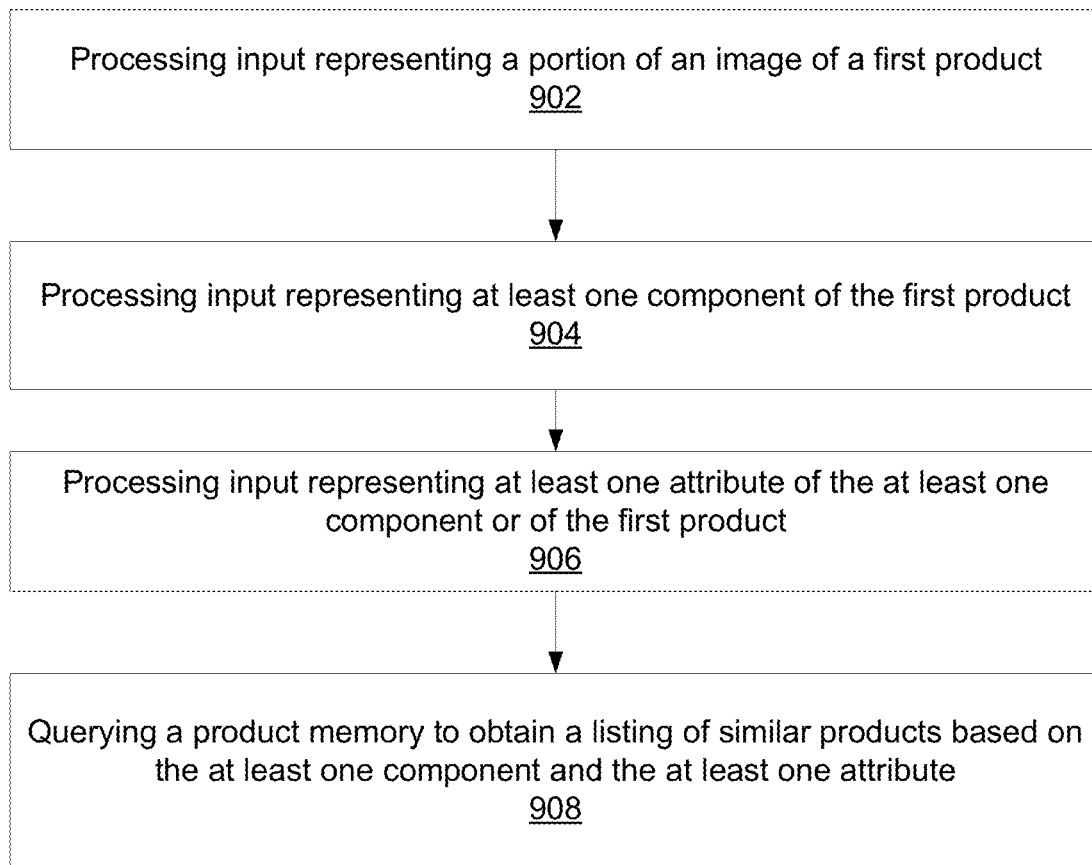 Processing input representing a portion of an image of a first product
902
Processing input representing at least one component of the first product
904
Processing input representing at least one attribute of the at least one
component or of the first product
906
Querying a product memory to obtain a listing of similar products based on
the at least one component and the at least one attribute
908